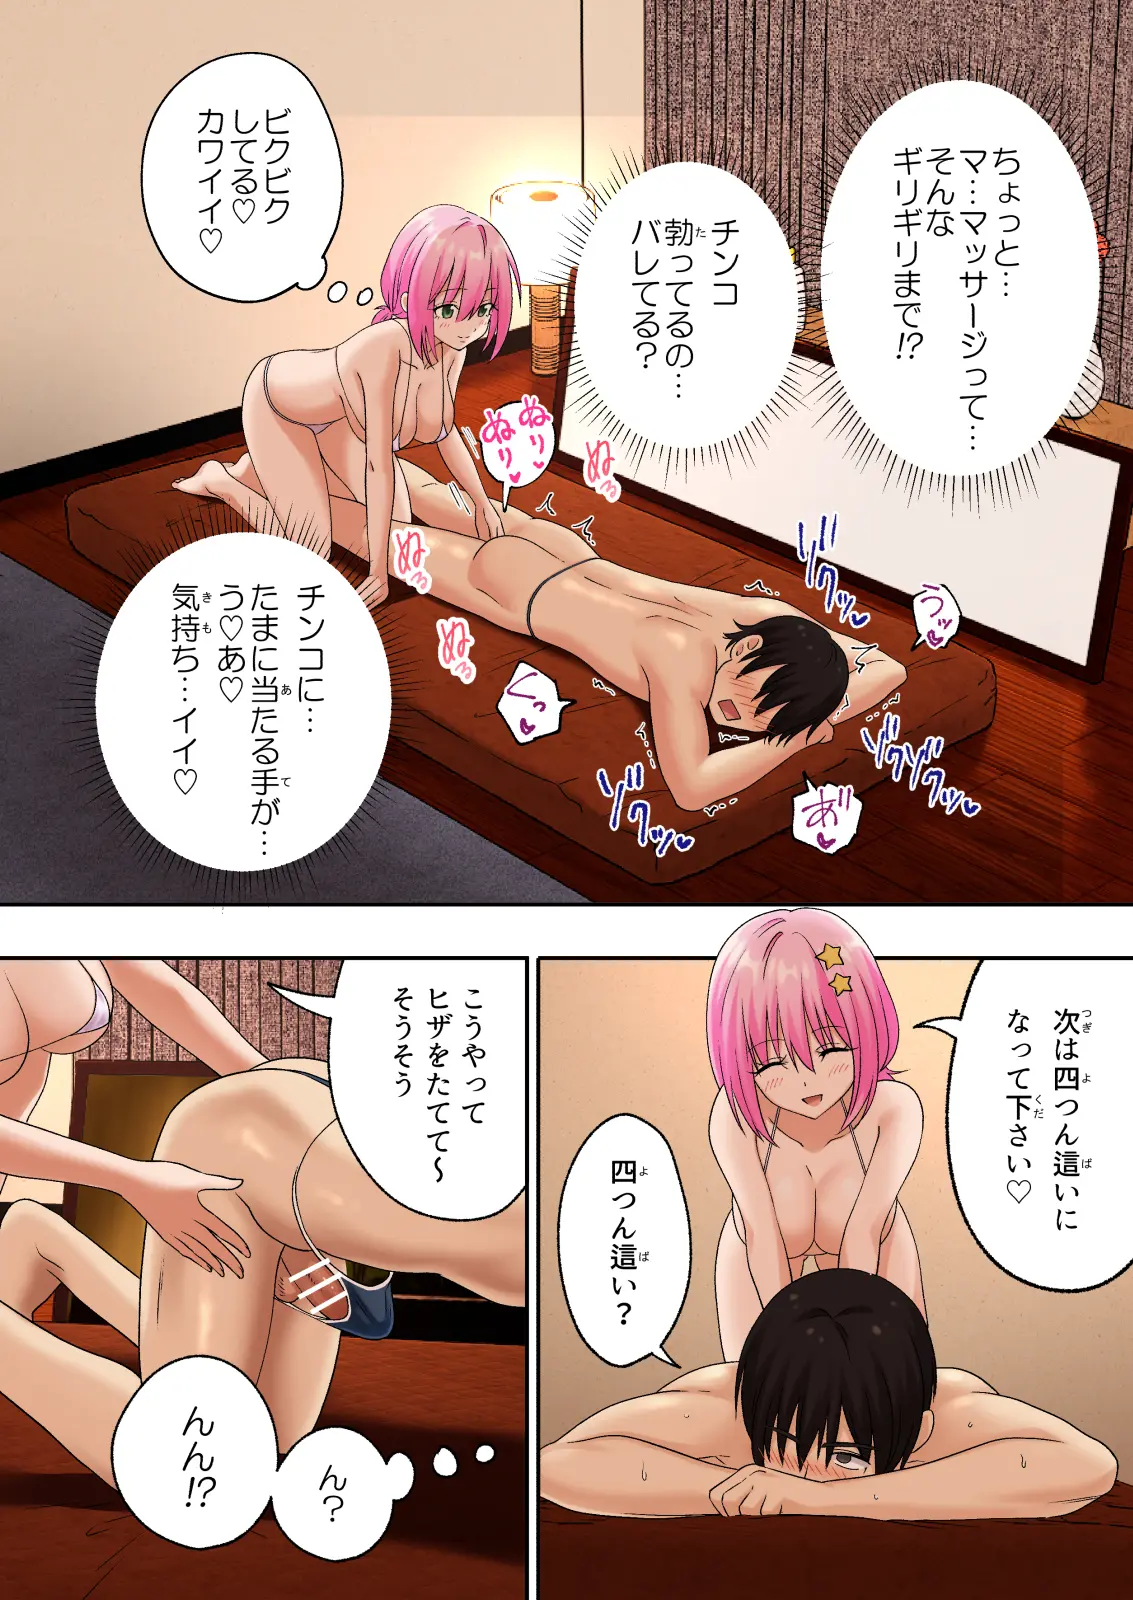 ちょっと…
マ…マッサージって…
そんな
ギリギリまで!?
チンコ
勃ってるの…
バレてる?
ビクビク
してる♡
カワイイ♡
ぬり♡
ぬり♡
ぬる
ぬる
ぬる
ゾクッ
うッ♡
くっ♡
ゾクゾクッ
ゾクッ
あ″♡
チンコに…
たまに当たる手が…
う♡あ♡
気持ち…イイ♡
次は四つん這いに
なって下さい♡
四つん這い?
こうやって
ヒザをたてて～
そうそう
ん?
んん!?